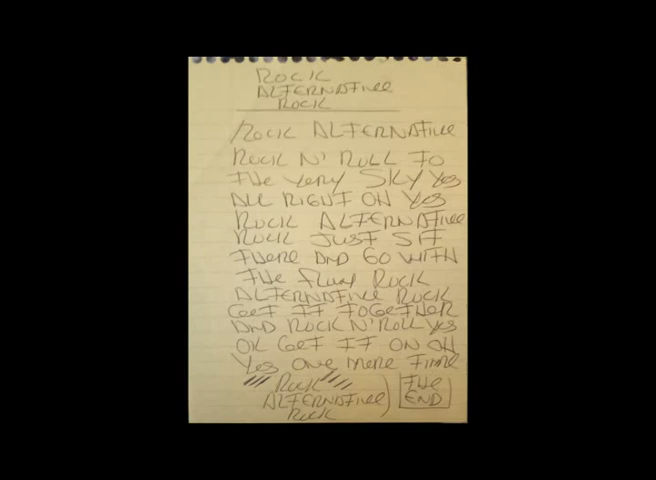 ROCK
ALTERNATIVE
ROCK
ROCK ALTERNATIVE
ROCK N' ROLL TO
THE VERY SKY YES
ALL RIGHT OH YES
ROCK ALTERNATIVE
ROCK JUST SIT
THERE AND GO WITH
THE FLOW ROCK
ALTERNATIVE ROCK
GET IT TOGETHER
AND ROCK N' ROLL YES
OK GET IT ON OH
YES ONE MORE TIME
ROCK
ALTERNATIVE
ROCK
THE
END